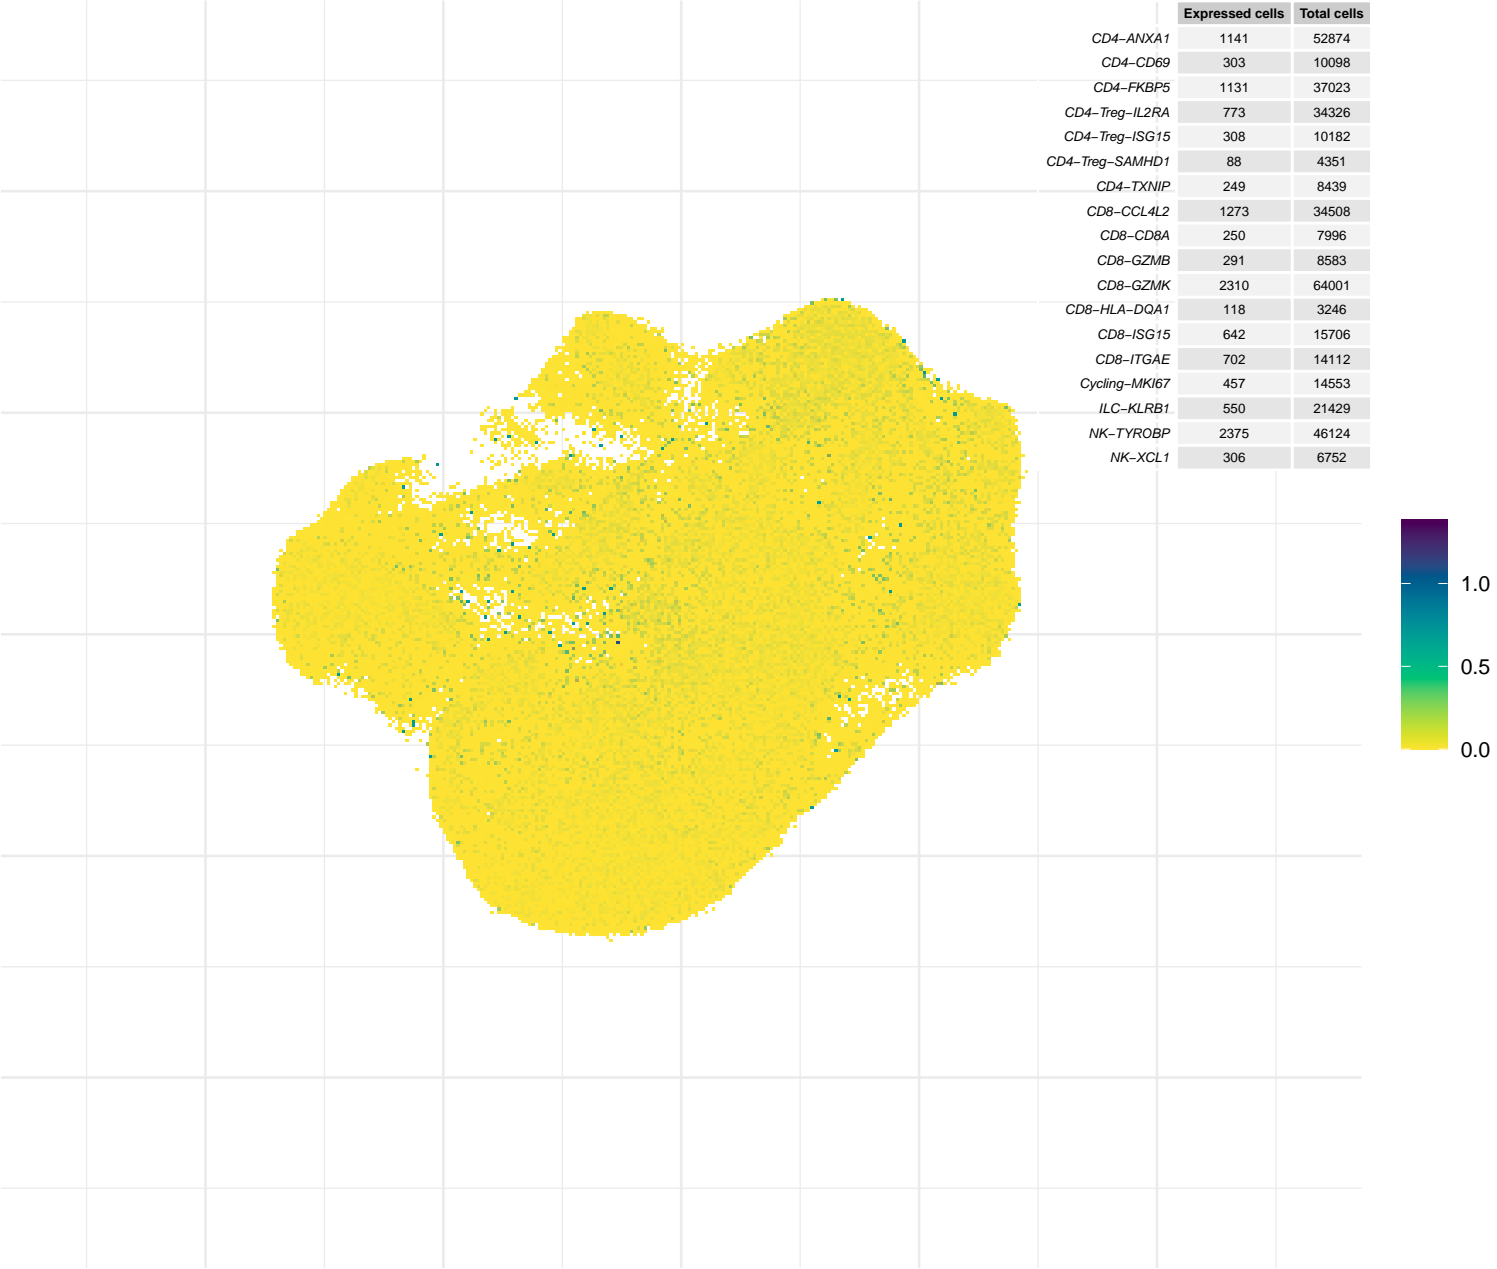 Expressed cells Total cells
CD4−ANXA1 1141 52874
CD4−CD69 303 10098
CD4−FKBP5 1131 37023
CD4−Treg−IL2RA 773 34326
CD4−Treg−ISG15 308 10182
CD4−Treg−SAMHD1 88 4351
CD4−TXNIP 249 8439
CD8−CCL4L2 1273 34508
CD8−CD8A 250 7996
CD8−GZMB 291 8583
CD8−GZMK 2310 64001
CD8−HLA−DQA1 118 3246
CD8−ISG15 642 15706
CD8−ITGAE 702 14112
Cycling−MKI67 457 14553
ILC−KLRB1 550 21429
NK−TYROBP 2375 46124
NK−XCL1 306 6752
1.0
0.5
0.0